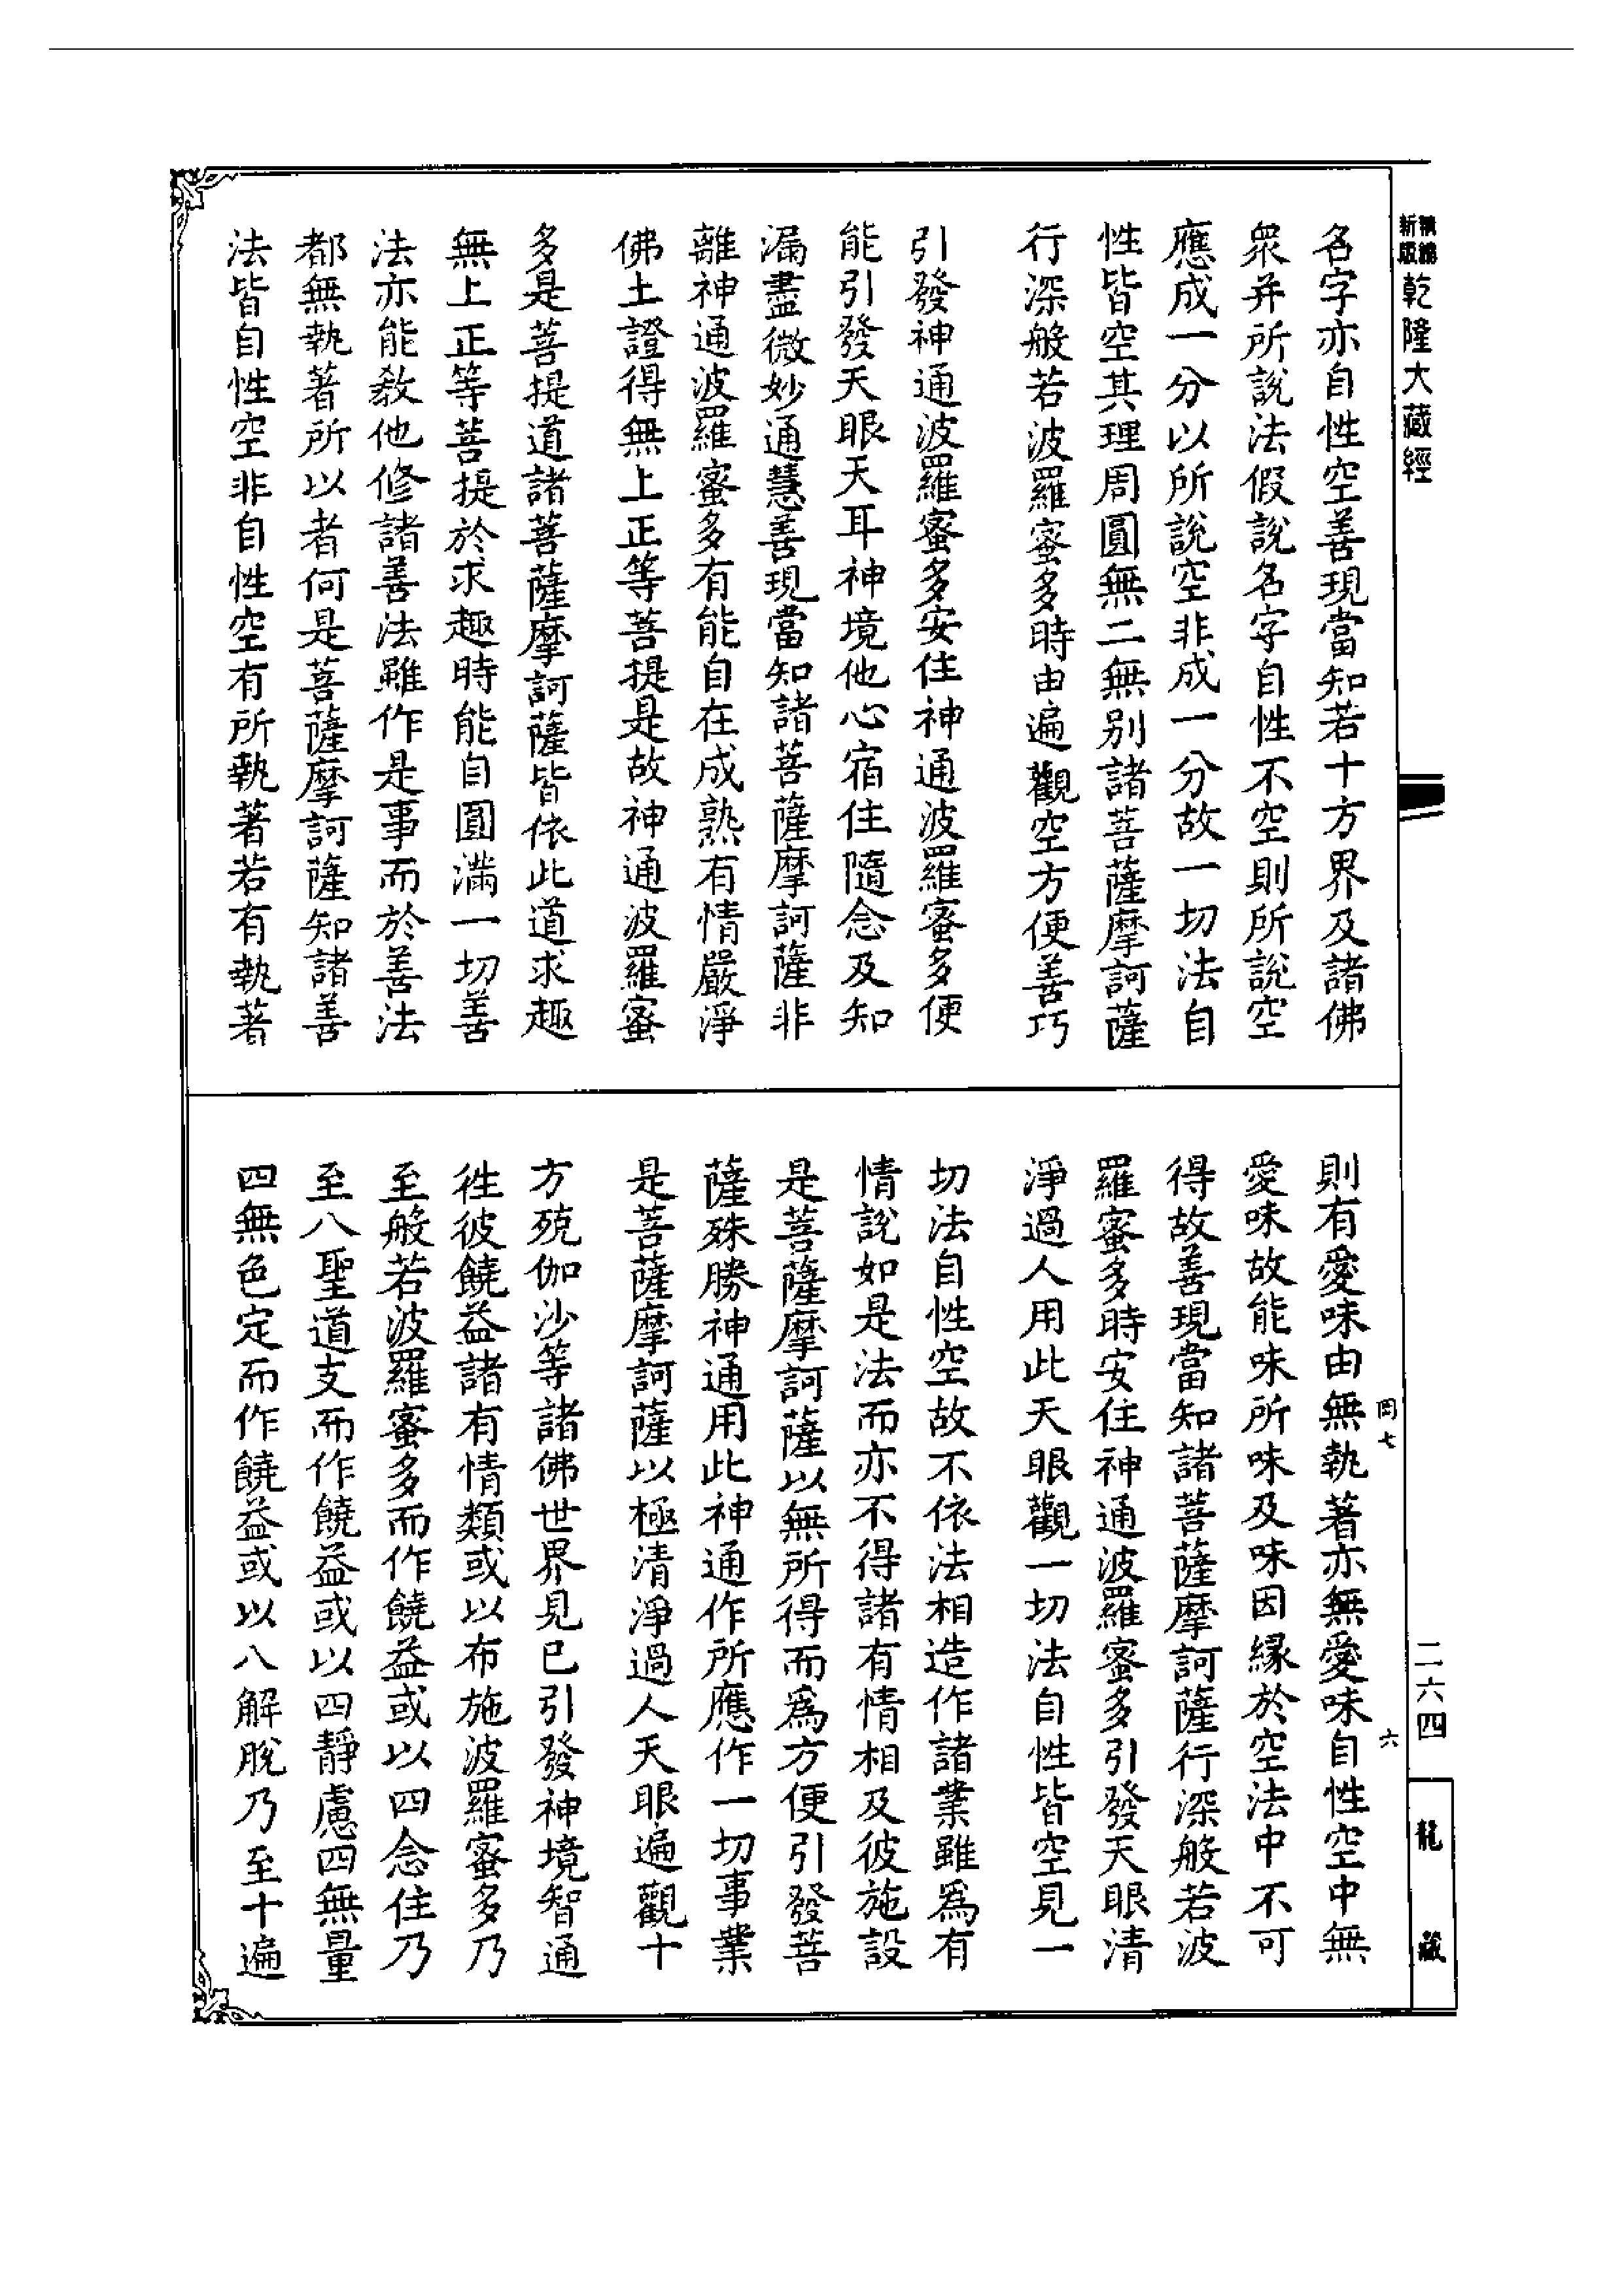 新版精編乾隆大藏經
名字亦自性空善現當知若十方界及諸佛
衆并所說法假說名字自性不空則所說空
應成一分以所說空非成一分故一切法自
性皆空其理周圓無二無别諸菩薩摩訶薩
行深般若波羅蜜多時由遍觀空方便善巧
引發神通波羅蜜多安住神通波羅蜜多便
能引發天眼天耳神境他心宿住隨念及知
漏盡微妙通慧善現當知諸菩薩摩訶薩非
離神通波羅蜜多有能自在成熟有情嚴淨
佛土證得無上正等菩提是故神通波羅蜜
多是菩提道諸菩薩摩訶薩皆依此道求趣
無上正等菩提於求趣時能自圓滿一切善
法亦能教他修諸善法雖作是事而於善法
都無執著所以者何是菩薩摩訶薩知諸善
法皆自性空非自性空有所執著若有執著
則有愛味由無執著亦無愛味自性空中無
愛味故能味所味及味因緣於空法中不可
得故善現當知諸菩薩摩訶薩行深般若波
羅蜜多時安住神通波羅蜜多引發天眼清
淨過人用此天眼觀一切法自性皆空見一
切法自性空故不依法相造作諸業雖爲有
情說如是法而亦不得諸有情相及彼施設
是菩薩摩訶薩以無所得而爲方便引發菩
薩殊勝神通用此神通作所應作一切事業
是菩薩摩訶薩以極清淨過人天眼遍觀十
方殑伽沙等諸佛世界見已引發神境智通
徃彼饒益諸有情類或以布施波羅蜜多乃
至般若波羅蜜多而作饒益或以四念住乃
至八聖道支而作饒益或以四靜慮四無量
四無色定而作饒益或以八解脫乃至十遍
岡七
六
二六四
龍藏